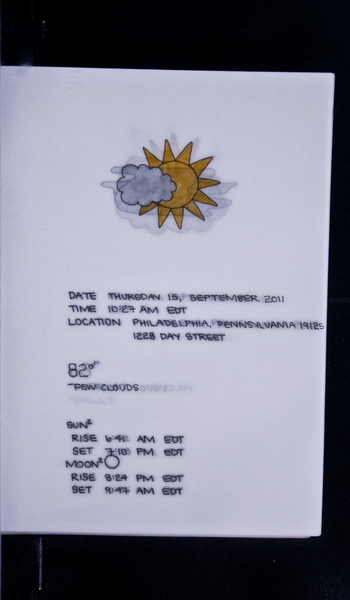 DATE THURSDAY 15, SEPTEMBER 2011
TIME 10:27 AM EDT
LOCATION PHILADELPHIA, PENNSYLVANIA 19125
1228 DAY STREET
82°
FEW CLOUDS
SUN²
RISE 6:41 AM EDT
SET 7:10 PM EDT
MOON²
RISE 8:24 PM EDT
SET 9:47 AM EDT